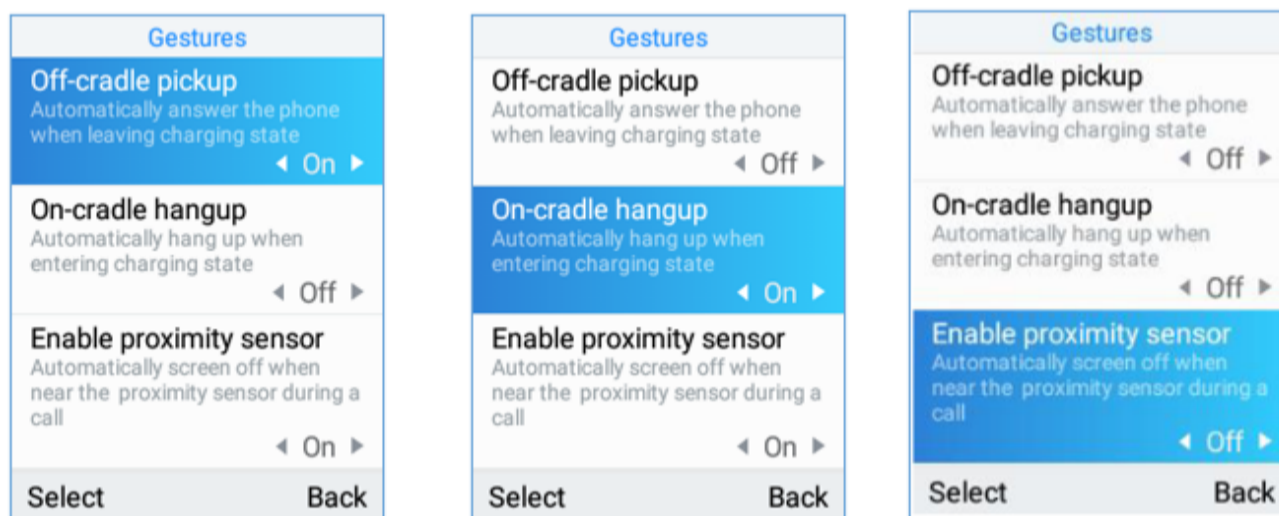 Gestures
Off-cradle pickup
Automatically answer the phone
when leaving charging state
On
On-cradle hangup
Automatically hang up when
entering charging state
Off
Enable proximity sensor
Automatically screen off when
near the proximity sensor during a
call
On
Select Back
Gestures
Off-cradle pickup
Automatically answer the phone
when leaving charging state
Off
On-cradle hangup
Automatically hang up when
entering charging state
On
Enable proximity sensor
Automatically screen off when
near the proximity sensor during a
call
On
Select Back
Gestures
Off-cradle pickup
Automatically answer the phone
when leaving charging state
Off
On-cradle hangup
Automatically hang up when
entering charging state
Off
Enable proximity sensor
Automatically screen off when
near the proximity sensor during a
call
Off
Select Back